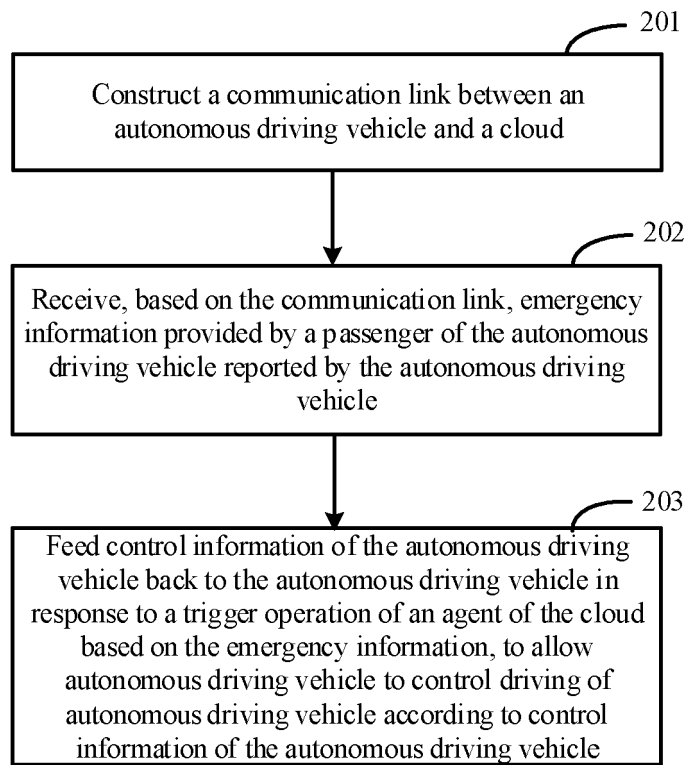 201
Construct a communication link between an
autonomous driving vehicle and a cloud
202
Receive, based on the communication link, emergency
information provided by a passenger of the autonomous
driving vehicle reported by the autonomous driving
vehicle
203
Feed control information of the autonomous driving
vehicle back to the autonomous driving vehicle in
response to a trigger operation of an agent of the cloud
based on the emergency information, to allow
autonomous driving vehicle to control driving of
autonomous driving vehicle according to control
information of the autonomous driving vehicle